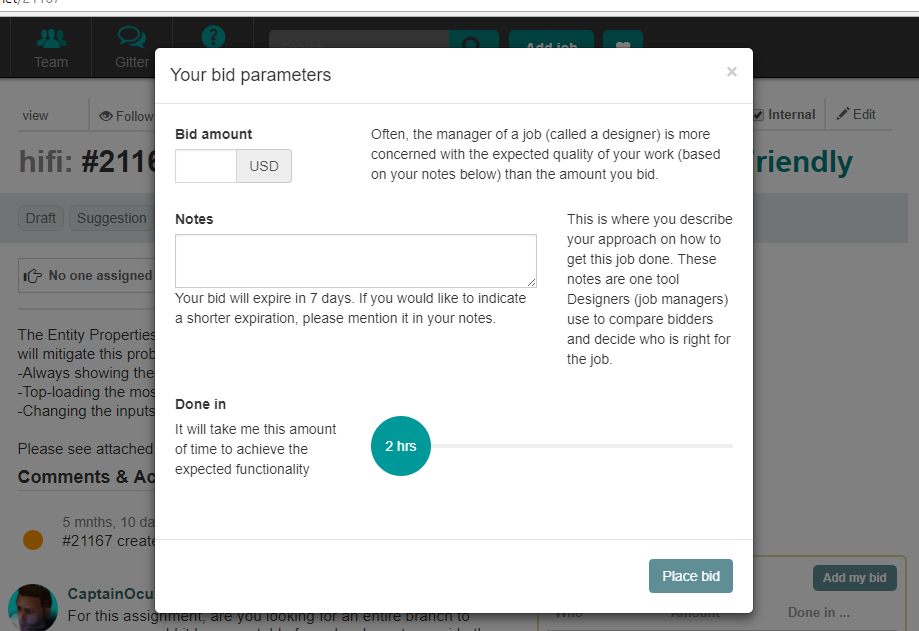 Team
Gitter
?
Add job
Your bid parameters
×
view
Follow
Internal
Edit
Bid amount
USD
Often, the manager of a job (called a designer) is more
concerned with the expected quality of your work (based
on your notes below) than the amount you bid.
hifi: #2116
riendly
Draft
Suggestion
Notes
This is where you describe
your approach on how to
get this job done. These
notes are one tool
Designers (job managers)
use to compare bidders
and decide who is right for
the job.
Your bid will expire in 7 days. If you would like to indicate
a shorter expiration, please mention it in your notes.
No one assigned
The Entity Properties
will mitigate this prob
-Always showing the
-Top-loading the mos
-Changing the inputs
Please see attached
Done in
It will take me this amount
of time to achieve the
expected functionality
2 hrs
Comments & Ac
5 mnths, 10 da
#21167 create
Place bid
Add my bid
CaptainOcu
For this assignment, are you looking for an entire branch to
Who
Amount
Done in ...